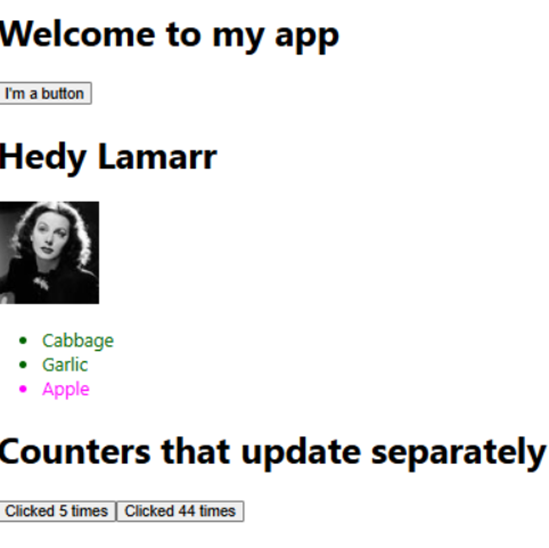 Welcome to my app
I'm a button
Hedy Lamarr
Cabbage
Garlic
Apple
Counters that update separately
Clicked 5 times Clicked 44 times